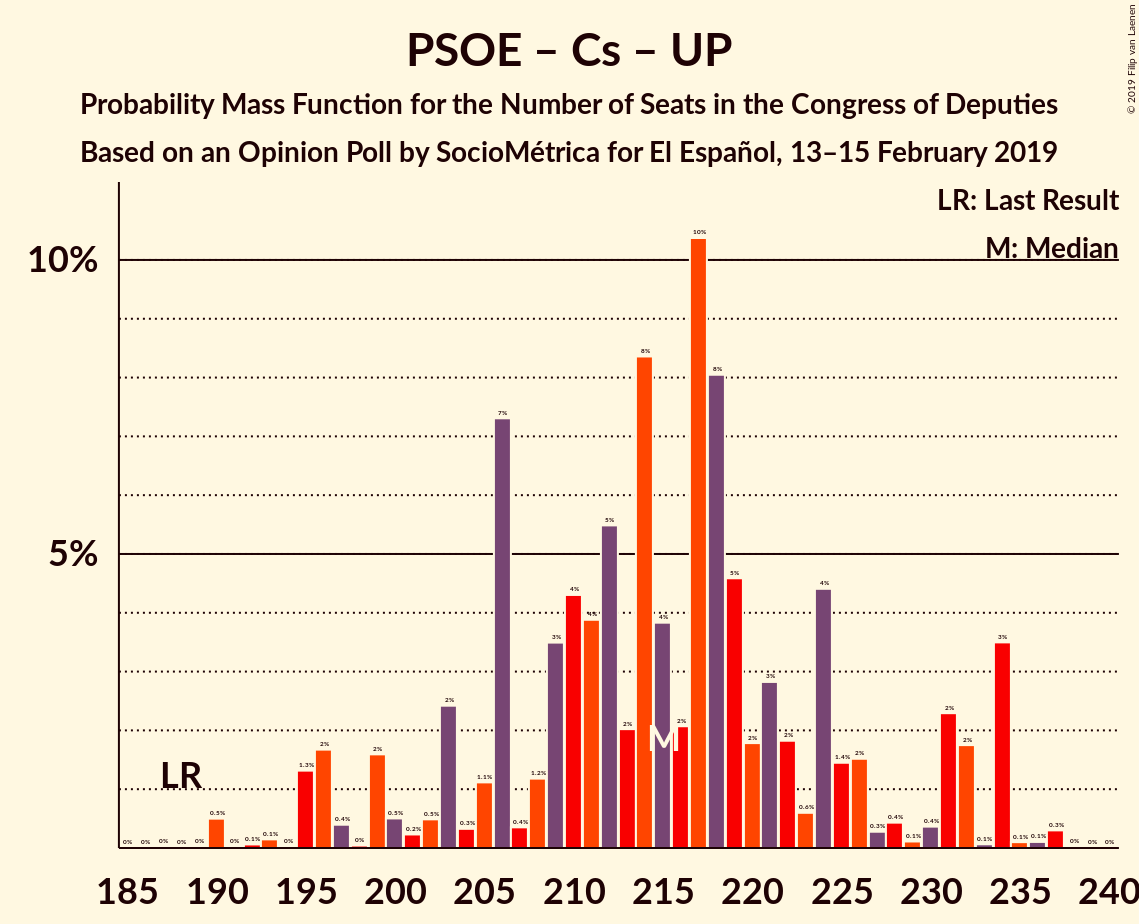 PSOE – Cs – UP
Probability Mass Function for the Number of Seats in the Congress of Deputies
Based on an Opinion Poll by SocioMétrica for El Español, 13–15 February 2019
© 2019 Filip van Laenen
LR: Last Result
M: Median
10%
5%
LR
M
0% 0% 0% 0% 0% 0.5% 0% 0.1% 0.1% 0% 1.3% 2% 0.4% 0% 2% 0.5% 0.2% 0.5% 2% 0.3% 1.1% 7% 0.4% 1.2% 3% 4% 4% 5% 2% 8% 4% 2% 10% 8% 5% 2% 3% 2% 0.6% 4% 1.4% 2% 0.3% 0.4% 0.1% 0.4% 2% 2% 0.1% 3% 0.1% 0.1% 0.3% 0% 0% 0%
185 190 195 200 205 210 215 220 225 230 235 240